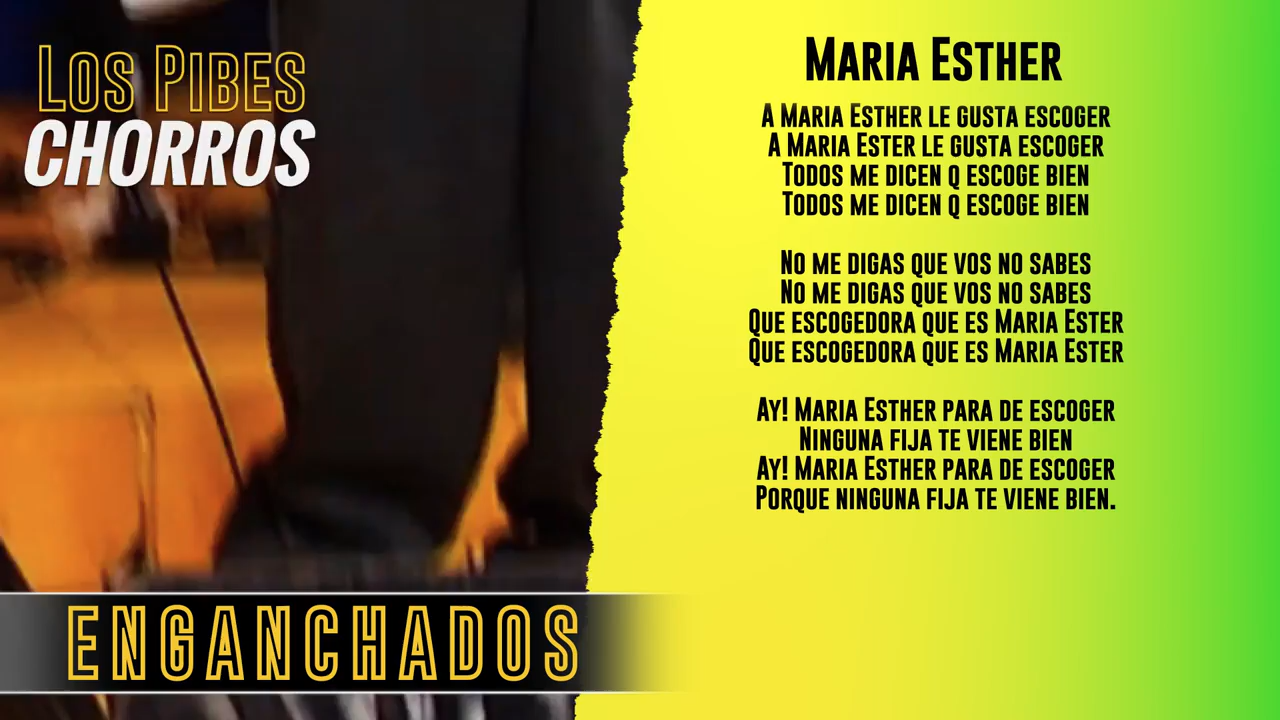 Los Pibes
CHORROS
Maria Esther
A Maria Esther le gusta escoger
A Maria Ester le gusta escoger
Todos me dicen q escoge bien
Todos me dicen q escoge bien
No me digas que vos no sabes
No me digas que vos no sabes
Que escogedora que es Maria Ester
Que escogedora que es Maria Ester
Ay! Maria Esther para de escoger
Ninguna fija te viene bien
Ay! Maria Esther para de escoger
Porque ninguna fija te viene bien.
ENGANCHADOS